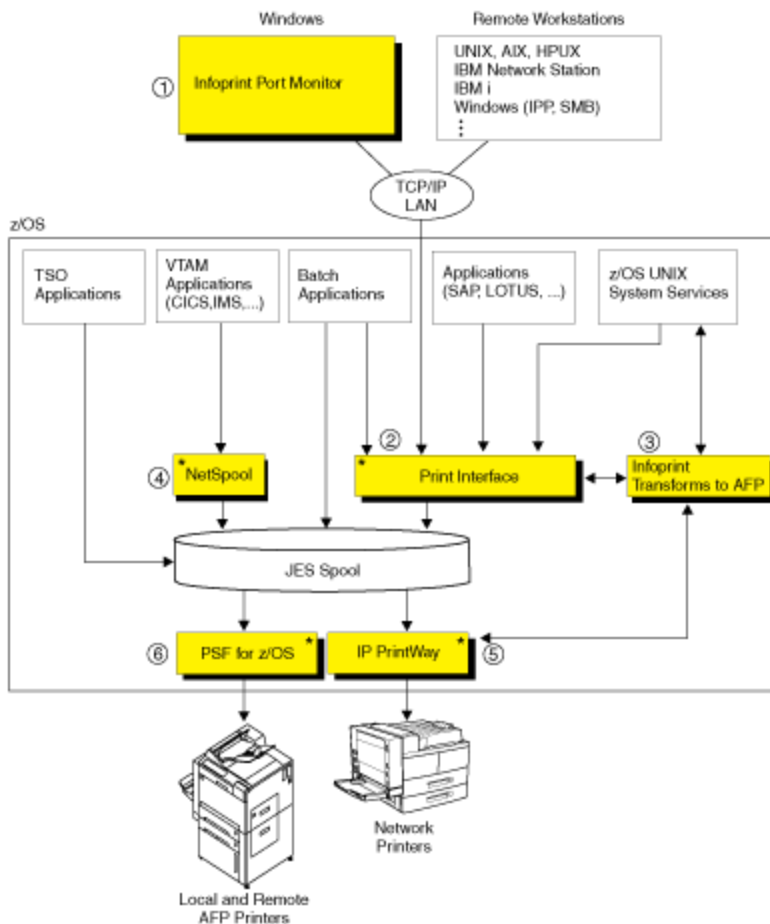 Windows
Remote Workstations
① Infoprint Port Monitor
UNIX, AIX, HPUX
IBM Network Station
IBM i
Windows (IPP, SMB)
⋮
TCP/IP
LAN
z/OS
TSO
Applications
VTAM
Applications
(CICS,IMS,...)
Batch
Applications
Applications
(SAP, LOTUS, ...)
z/OS UNIX
System Services
④
* NetSpool
②
* Print Interface
③
Infoprint
Transforms to AFP
JES Spool
⑥
PSF for z/OS *
IP PrintWay *
⑤
Network
Printers
Local and Remote
AFP Printers